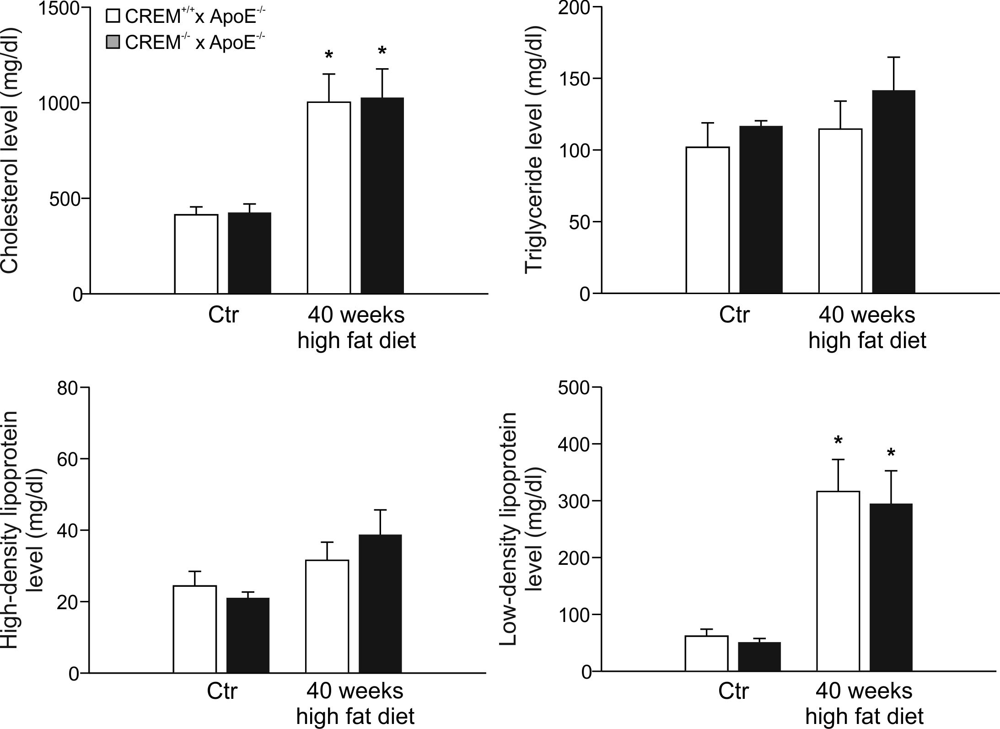 Cholesterol level (mg/dl)
1500
1000
500
0
CREM+/+x ApoE-/-
CREM-/- x ApoE-/-
*
*
Ctr
40 weeks
high fat diet
Triglyceride level (mg/dl)
200
150
100
50
0
Ctr
40 weeks
high fat diet
High-density lipoprotein
level (mg/dl)
80
60
40
20
0
Ctr
40 weeks
high fat diet
Low-density lipoprotein
level (mg/dl)
500
400
300
200
100
0
*
*
Ctr
40 weeks
high fat diet